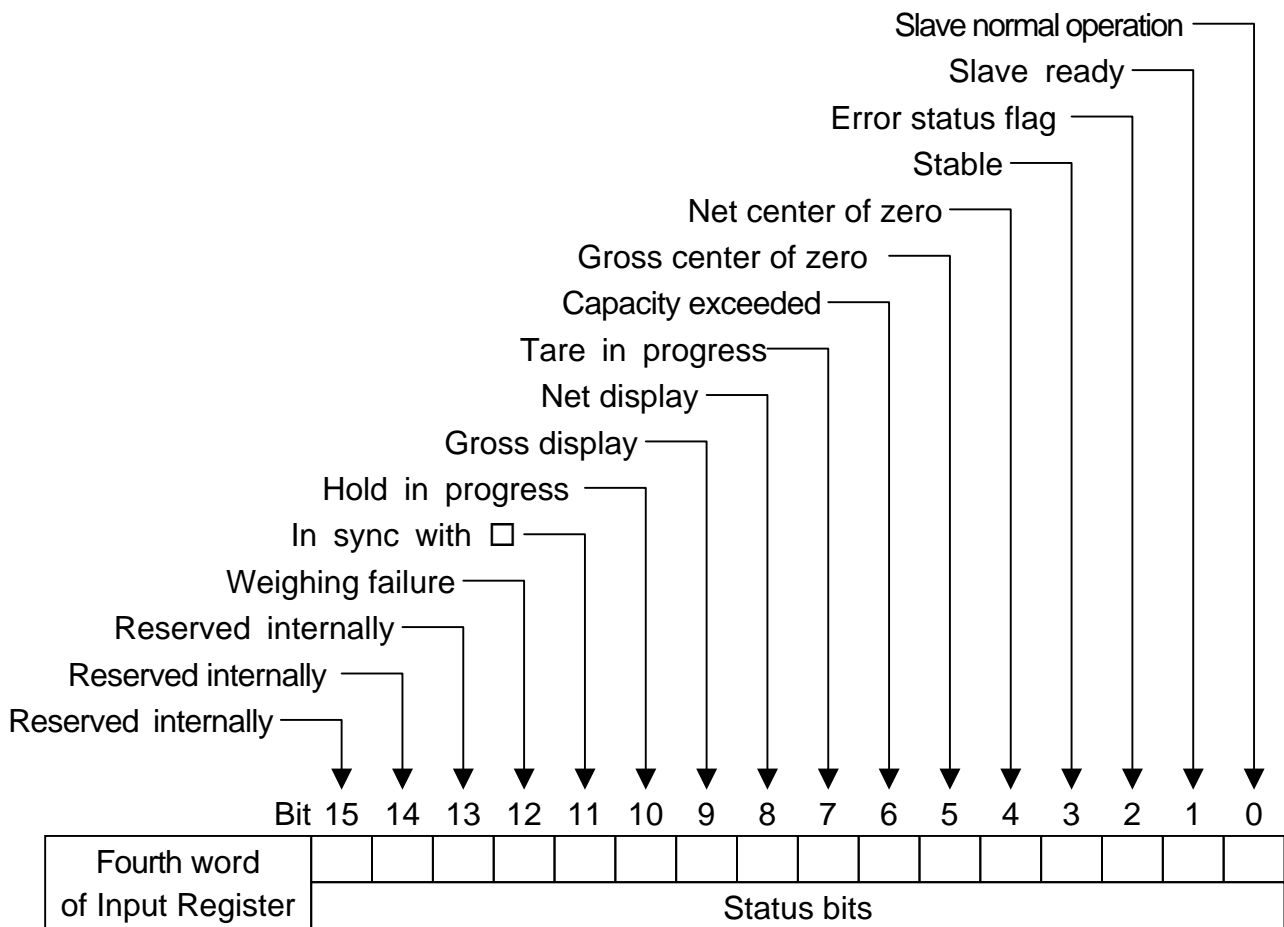 Slave normal operation
Slave ready
Error status flag
Stable
Net center of zero
Gross center of zero
Capacity exceeded
Tare in progress
Net display
Gross display
Hold in progress
In sync with □
Weighing failure
Reserved internally
Reserved internally
Reserved internally
Bit 15 14 13 12 11 10 9 8 7 6 5 4 3 2 1 0
Fourth word
of Input Register
Status bits